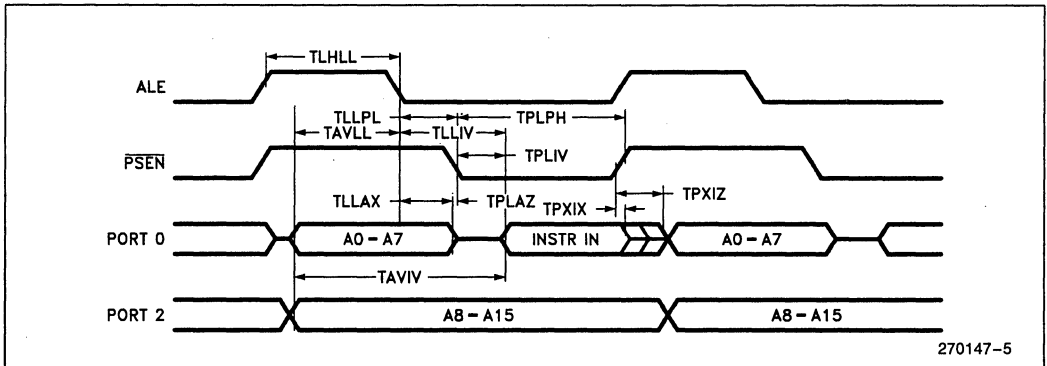 TLHLL
ALE
TLLPL
TPLPH
TAVLL
TLLIV
PSEN
TPLIV
TLLAX
TPLAZ
TPXIZ
TPXIX
PORT 0
A0-A7
INSTR IN
A0-A7
TAVIV
PORT 2
A8-A15
A8-A15
270147-5